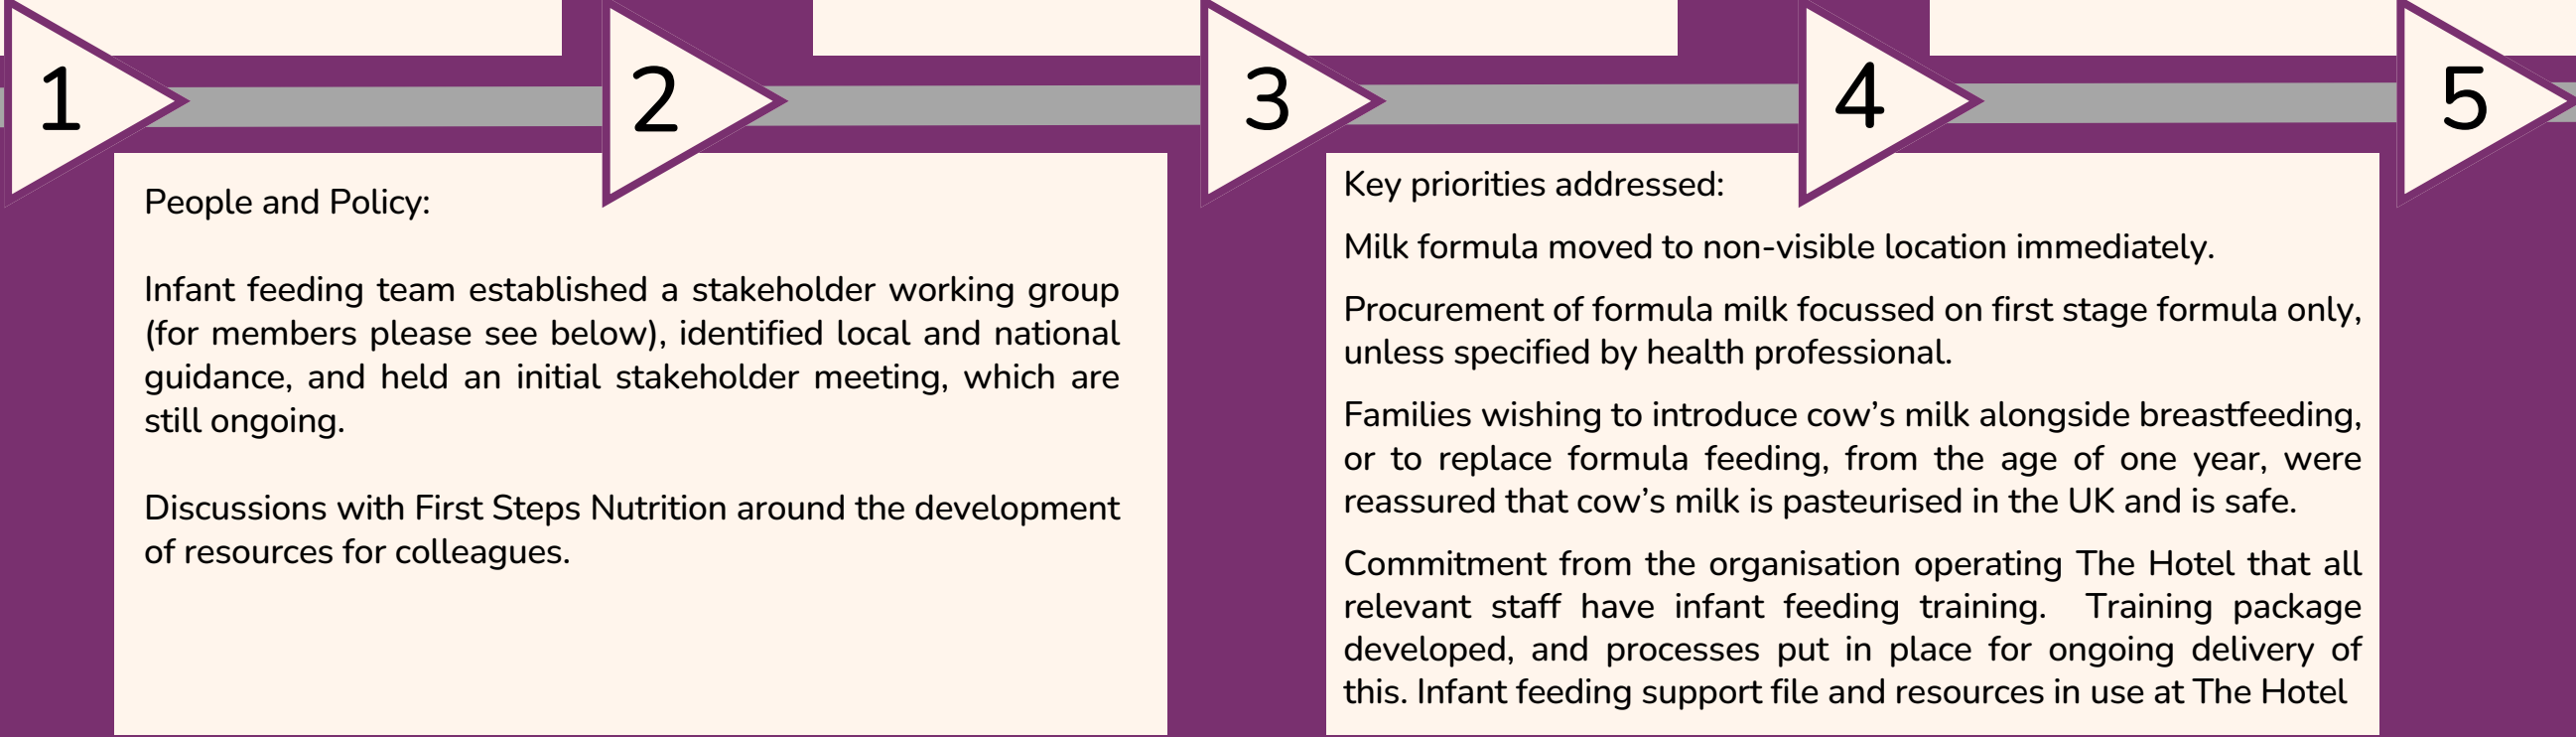 1
2
3
4
5
People and Policy:
Infant feeding team established a stakeholder working group
(for members please see below), identified local and national
guidance, and held an initial stakeholder meeting, which are
still ongoing.
Discussions with First Steps Nutrition around the development
of resources for colleagues.
Key priorities addressed:
Milk formula moved to non-visible location immediately.
Procurement of formula milk focussed on first stage formula only,
unless specified by health professional.
Families wishing to introduce cow’s milk alongside breastfeeding,
or to replace formula feeding, from the age of one year, were
reassured that cow’s milk is pasteurised in the UK and is safe.
Commitment from the organisation operating The Hotel that all
relevant staff have infant feeding training.  Training package
developed, and processes put in place for ongoing delivery of
this. Infant feeding support file and resources in use at The Hotel